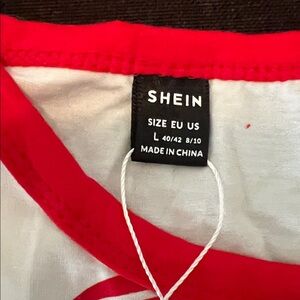 SHEIN
SIZE EU US
L 40/42 8/10
MADE IN CHINA